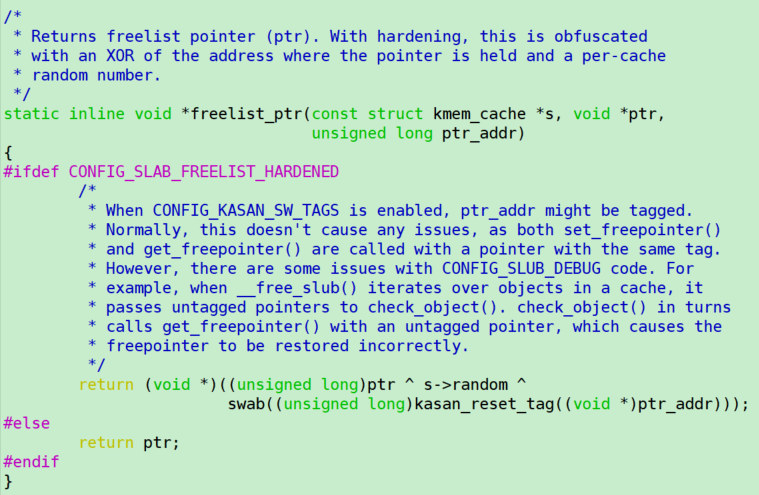 /*
 * Returns freelist pointer (ptr). With hardening, this is obfuscated
 * with an XOR of the address where the pointer is held and a per-cache
 * random number.
 */
static inline void *freelist_ptr(const struct kmem_cache *s, void *ptr,
                                 unsigned long ptr_addr)
{
#ifdef CONFIG_SLAB_FREELIST_HARDENED
        /*
         * When CONFIG_KASAN_SW_TAGS is enabled, ptr_addr might be tagged.
         * Normally, this doesn't cause any issues, as both set_freepointer()
         * and get_freepointer() are called with a pointer with the same tag.
         * However, there are some issues with CONFIG_SLUB_DEBUG code. For
         * example, when __free_slub() iterates over objects in a cache, it
         * passes untagged pointers to check_object(). check_object() in turns
         * calls get_freepointer() with an untagged pointer, which causes the
         * freepointer to be restored incorrectly.
         */
        return (void *)((unsigned long)ptr ^ s->random ^
                        swab((unsigned long)kasan_reset_tag((void *)ptr_addr)));
#else
        return ptr;
#endif
}